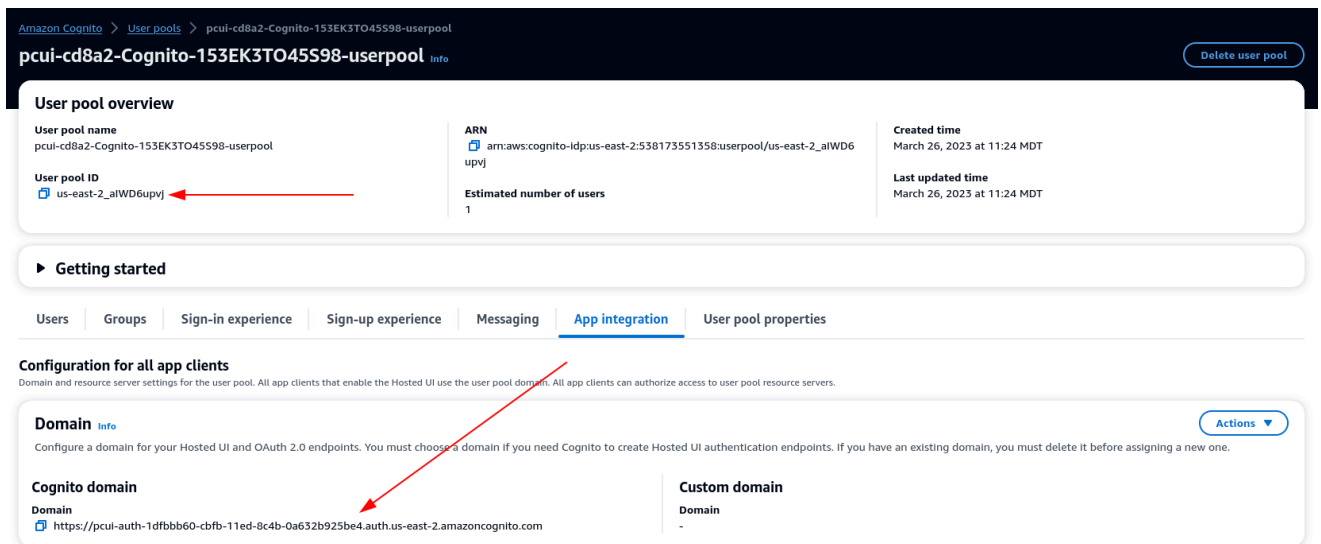 Amazon Cognito > User pools > pcui-cd8a2-Cognito-153EK3TO45S98-userpool
pcui-cd8a2-Cognito-153EK3TO45S98-userpool Info
Delete user pool
User pool overview
User pool name
pcui-cd8a2-Cognito-153EK3TO45S98-userpool
User pool ID
us-east-2_aIWD6upvj
ARN
arn:aws:cognito-idp:us-east-2:538173551358:userpool/us-east-2_aIWD6
upvj
Estimated number of users
1
Created time
March 26, 2023 at 11:24 MDT
Last updated time
March 26, 2023 at 11:24 MDT
Getting started
Users Groups Sign-in experience Sign-up experience Messaging App integration User pool properties
Configuration for all app clients
Domain and resource server settings for the user pool. All app clients that enable the Hosted UI use the user pool domain. All app clients can authorize access to user pool resource servers.
Domain Info
Actions
Configure a domain for your Hosted UI and OAuth 2.0 endpoints. You must choose a domain if you need Cognito to create Hosted UI authentication endpoints. If you have an existing domain, you must delete it before assigning a new one.
Cognito domain
Domain
https://pcui-auth-1dfbbb60-cbfb-11ed-8c4b-0a632b925be4.auth.us-east-2.amazoncognito.com
Custom domain
Domain
-